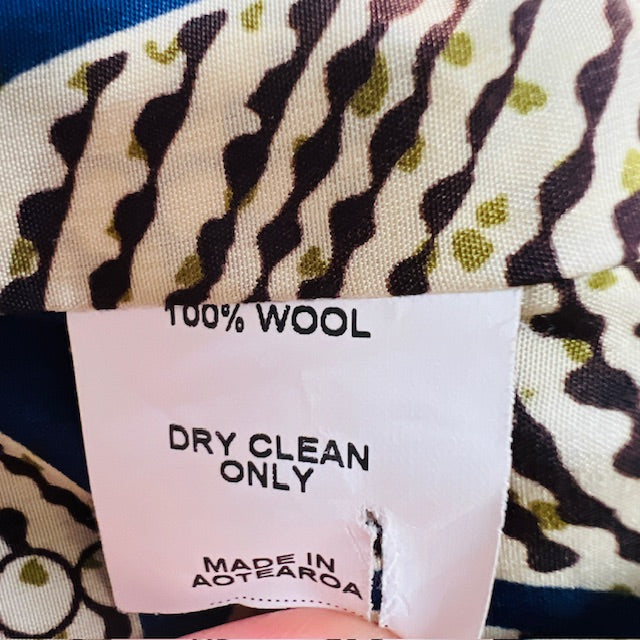 100% WOOL
DRY CLEAN
ONLY
MADE IN
AOTEAROA